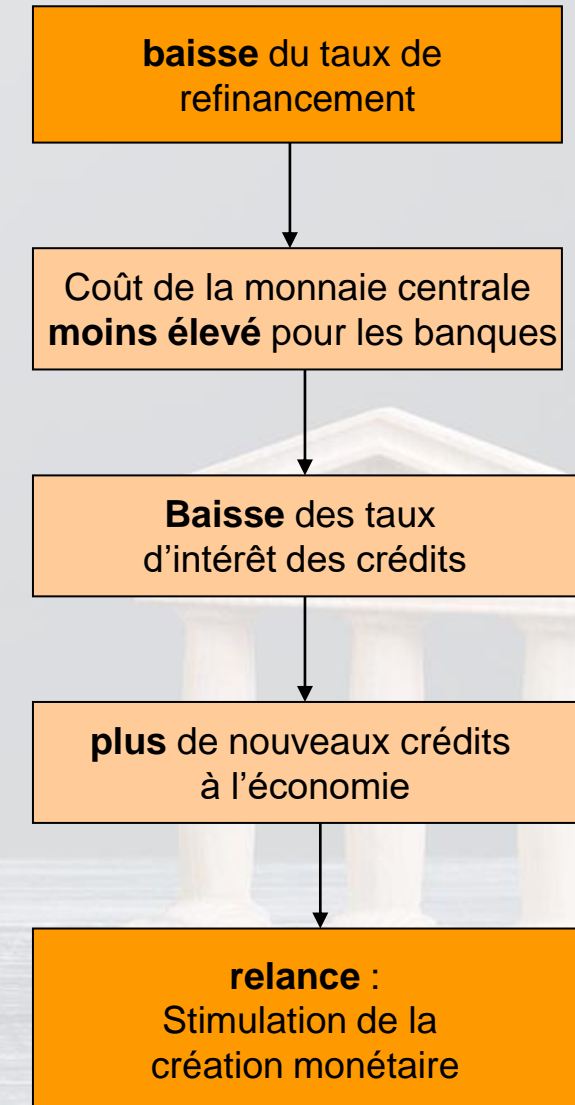 baisse du taux de
refinancement
Coût de la monnaie centrale
moins élevé pour les banques
Baisse des taux
d’intérêt des crédits
plus de nouveaux crédits
à l’économie
relance :
Stimulation de la
création monétaire